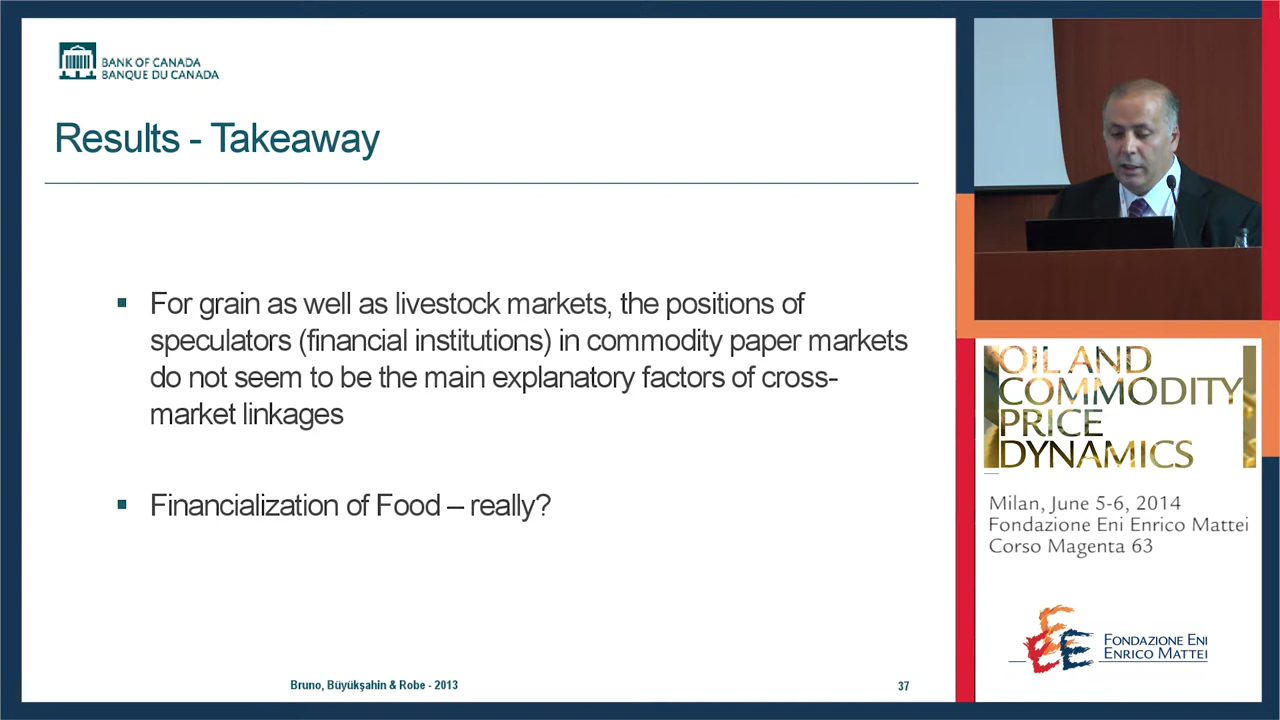 BANK OF CANADA
BANQUE DU CANADA
Results - Takeaway
▪ For grain as well as livestock markets, the positions of
speculators (financial institutions) in commodity paper markets
do not seem to be the main explanatory factors of cross-
market linkages
▪ Financialization of Food – really?
Bruno, Büyükşahin & Robe - 2013
37
OIL AND
COMMODITY
PRICE
DYNAMICS
Milan, June 5-6, 2014
Fondazione Eni Enrico Mattei
Corso Magenta 63
FONDAZIONE ENI
ENRICO MATTEI